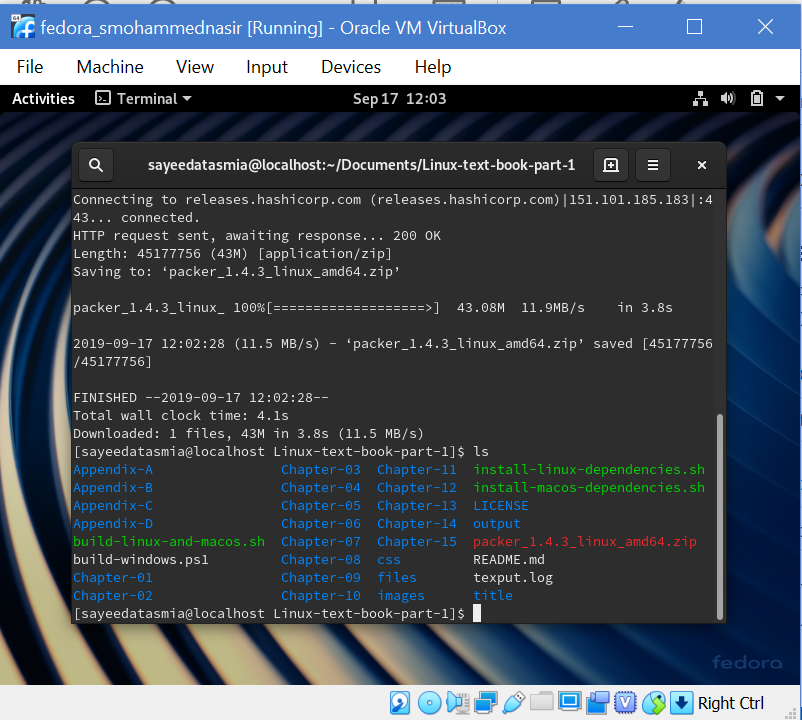 fedora_smohammednasir [Running] - Oracle VM VirtualBox
File Machine View Input Devices Help
Activities Terminal Sep 17 12:03
sayeedatasmia@localhost:~/Documents/Linux-text-book-part-1
Connecting to releases.hashicorp.com (releases.hashicorp.com)|151.101.185.183|:4
43... connected.
HTTP request sent, awaiting response... 200 OK
Length: 45177756 (43M) [application/zip]
Saving to: ‘packer_1.4.3_linux_amd64.zip’
packer_1.4.3_linux_ 100%[===================>] 43.08M 11.9MB/s in 3.8s
2019-09-17 12:02:28 (11.5 MB/s) - ‘packer_1.4.3_linux_amd64.zip’ saved [45177756
/45177756]
FINISHED --2019-09-17 12:02:28--
Total wall clock time: 4.1s
Downloaded: 1 files, 43M in 3.8s (11.5 MB/s)
[sayeedatasmia@localhost Linux-text-book-part-1]$ ls
Appendix-A Chapter-03 Chapter-11 install-linux-dependencies.sh
Appendix-B Chapter-04 Chapter-12 install-macos-dependencies.sh
Appendix-C Chapter-05 Chapter-13 LICENSE
Appendix-D Chapter-06 Chapter-14 output
build-linux-and-macos.sh Chapter-07 Chapter-15 packer_1.4.3_linux_amd64.zip
build-windows.ps1 Chapter-08 css README.md
Chapter-01 Chapter-09 files texput.log
Chapter-02 Chapter-10 images title
[sayeedatasmia@localhost Linux-text-book-part-1]$
fedora
Right Ctrl